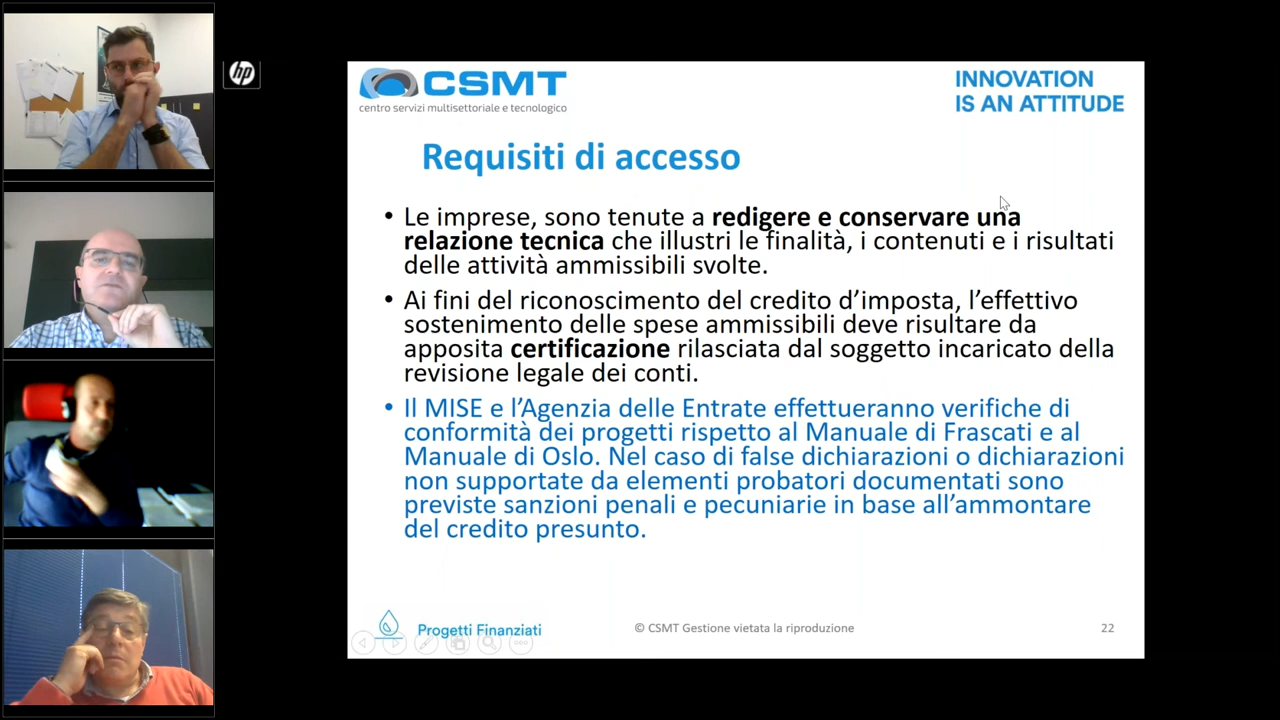 hp
CSMT
centro servizi multisettoriale e tecnologico
INNOVATION
IS AN ATTITUDE
Requisiti di accesso
• Le imprese, sono tenute a redigere e conservare una
relazione tecnica che illustri le finalità, i contenuti e i risultati
delle attività ammissibili svolte.
• Ai fini del riconoscimento del credito d’imposta, l’effettivo
sostenimento delle spese ammissibili deve risultare da
apposita certificazione rilasciata dal soggetto incaricato della
revisione legale dei conti.
• Il MISE e l’Agenzia delle Entrate effettueranno verifiche di
conformità dei progetti rispetto al Manuale di Frascati e al
Manuale di Oslo. Nel caso di false dichiarazioni o dichiarazioni
non supportate da elementi probatori documentati sono
previste sanzioni penali e pecuniarie in base all’ammontare
del credito presunto.
Progetti Finanziati
© CSMT Gestione vietata la riproduzione
22